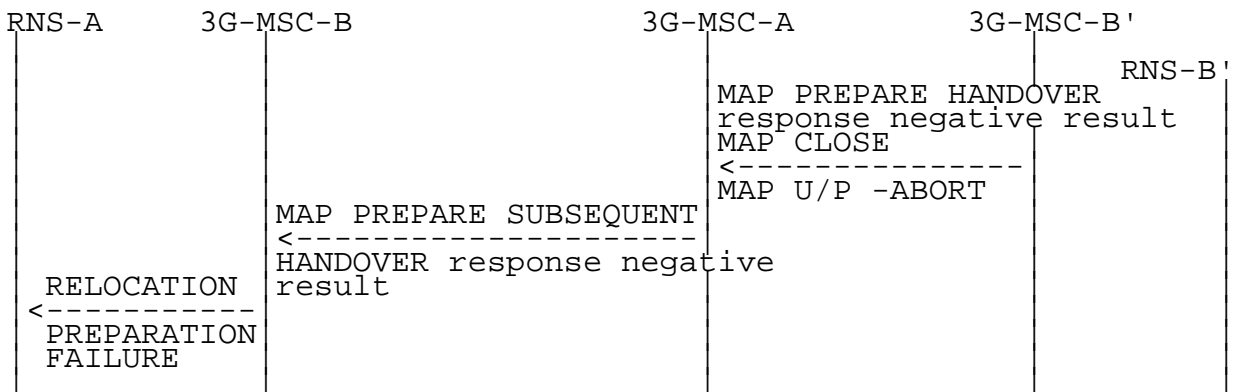 RNS-A 3G-MSC-B 3G-MSC-A 3G-MSC-B'
RNS-B'
MAP PREPARE HANDOVER
response negative result
MAP CLOSE
MAP U/P -ABORT
MAP PREPARE SUBSEQUENT
HANDOVER response negative
result
RELOCATION
PREPARATION
FAILURE